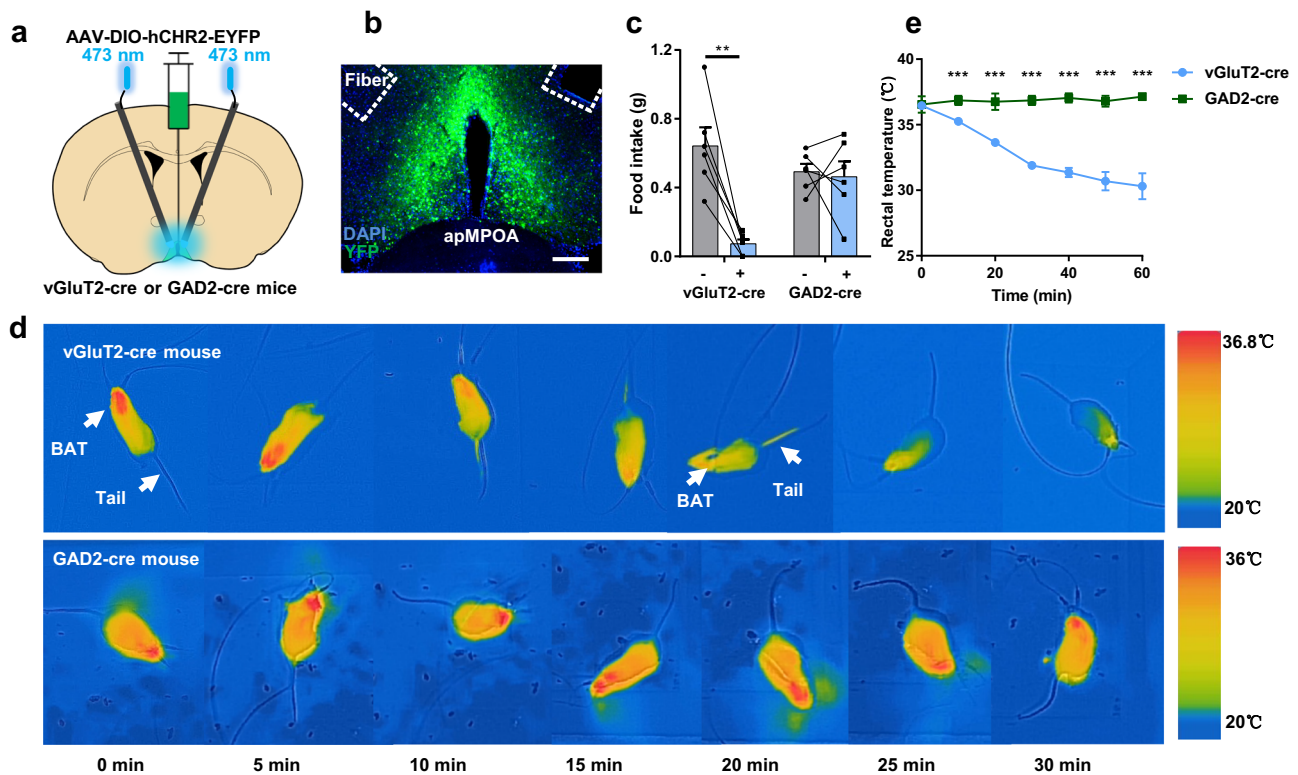 a
AAV-DIO-hCHR2-EYFP
473 nm
473 nm
vGluT2-cre or GAD2-cre mice
b
Fiber
DAPI
YFP
apMPOA
c
Food intake (g)
1.2
0.8
0.4
0.0
**
- + - +
vGluT2-cre GAD2-cre
e
Rectal temperature (℃)
40
35
30
25
*** *** *** *** *** ***
0 20 40 60
Time (min)
vGluT2-cre
GAD2-cre
d
vGluT2-cre mouse
BAT
Tail
BAT
Tail
36.8℃
20℃
GAD2-cre mouse
36℃
20℃
0 min 5 min 10 min 15 min 20 min 25 min 30 min